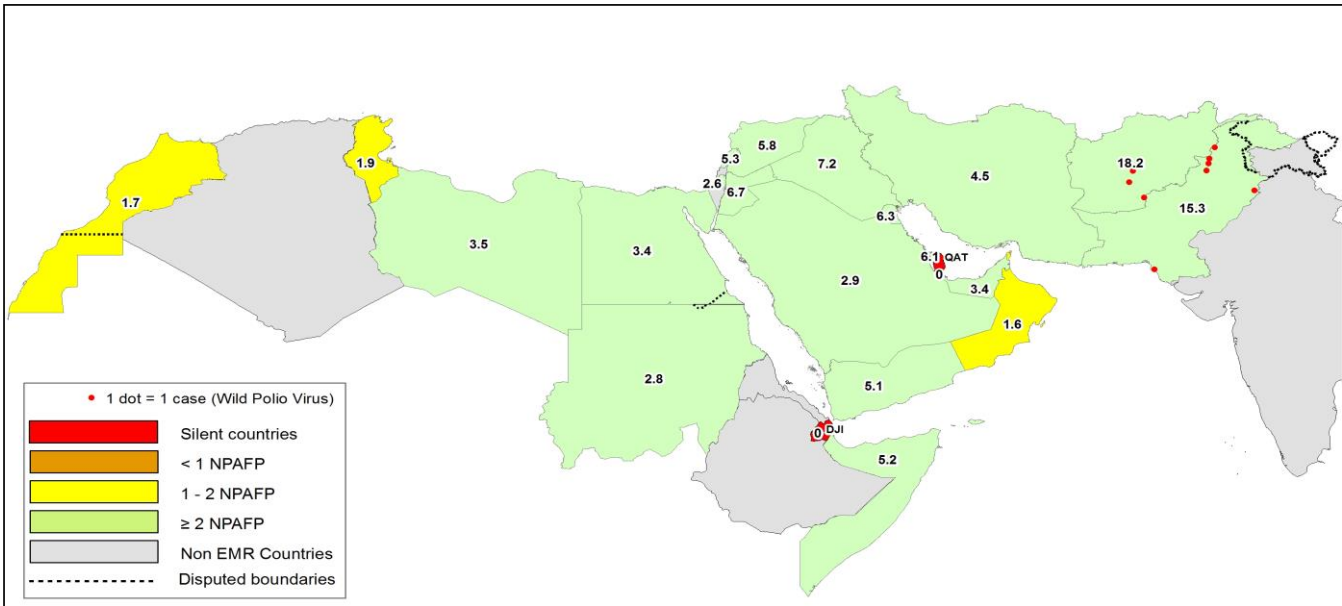 5.8
5.3
7.2
18.2
1.9
4.5
2.6
6.7
1.7
15.3
6.3
3.5
3.4
6.1 QAT
0
2.9
3.4
1.6
2.8
5.1
0 DJI
5.2
1 dot = 1 case (Wild Polio Virus)
Silent countries
< 1 NPAFP
1 - 2 NPAFP
≥ 2 NPAFP
Non EMR Countries
Disputed boundaries